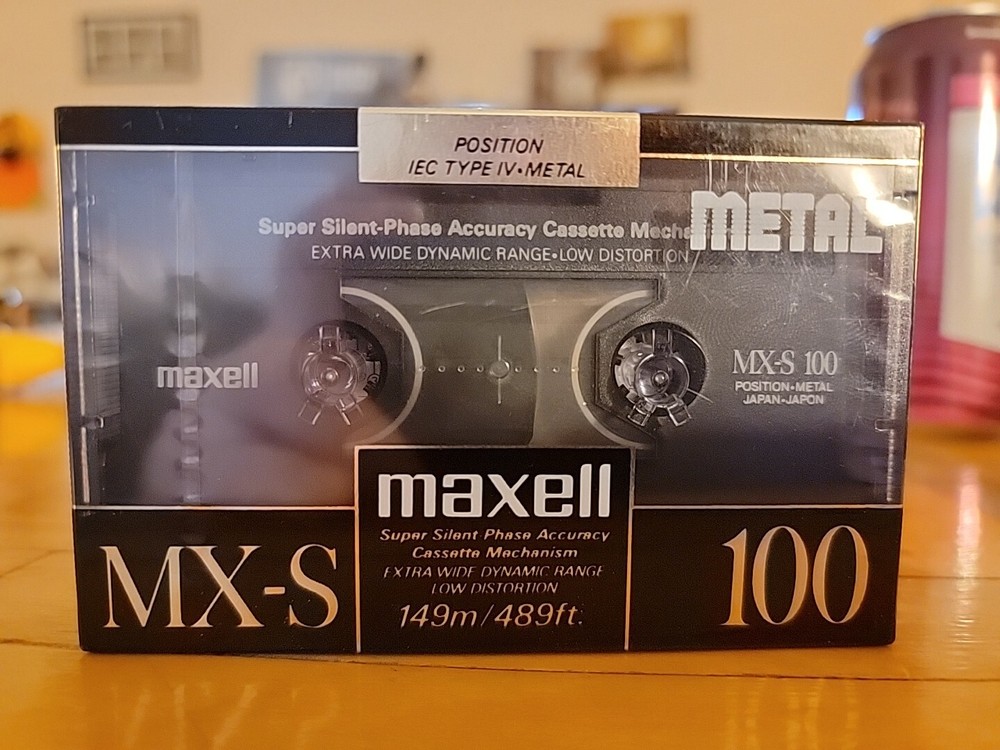 POSITION
IEC TYPE IV•METAL
METAL
Super Silent-Phase Accuracy Cassette Mecha
EXTRA WIDE DYNAMIC RANGE•LOW DISTORTION
maxell
MX-S 100
POSITION•METAL
JAPAN-JAPON
maxell
Super Silent Phase Accuracy
Cassette Mechanism
EXTRA WIDE DYNAMIC RANGE
LOW DISTORTION
149m/489ft.
MX-S
100